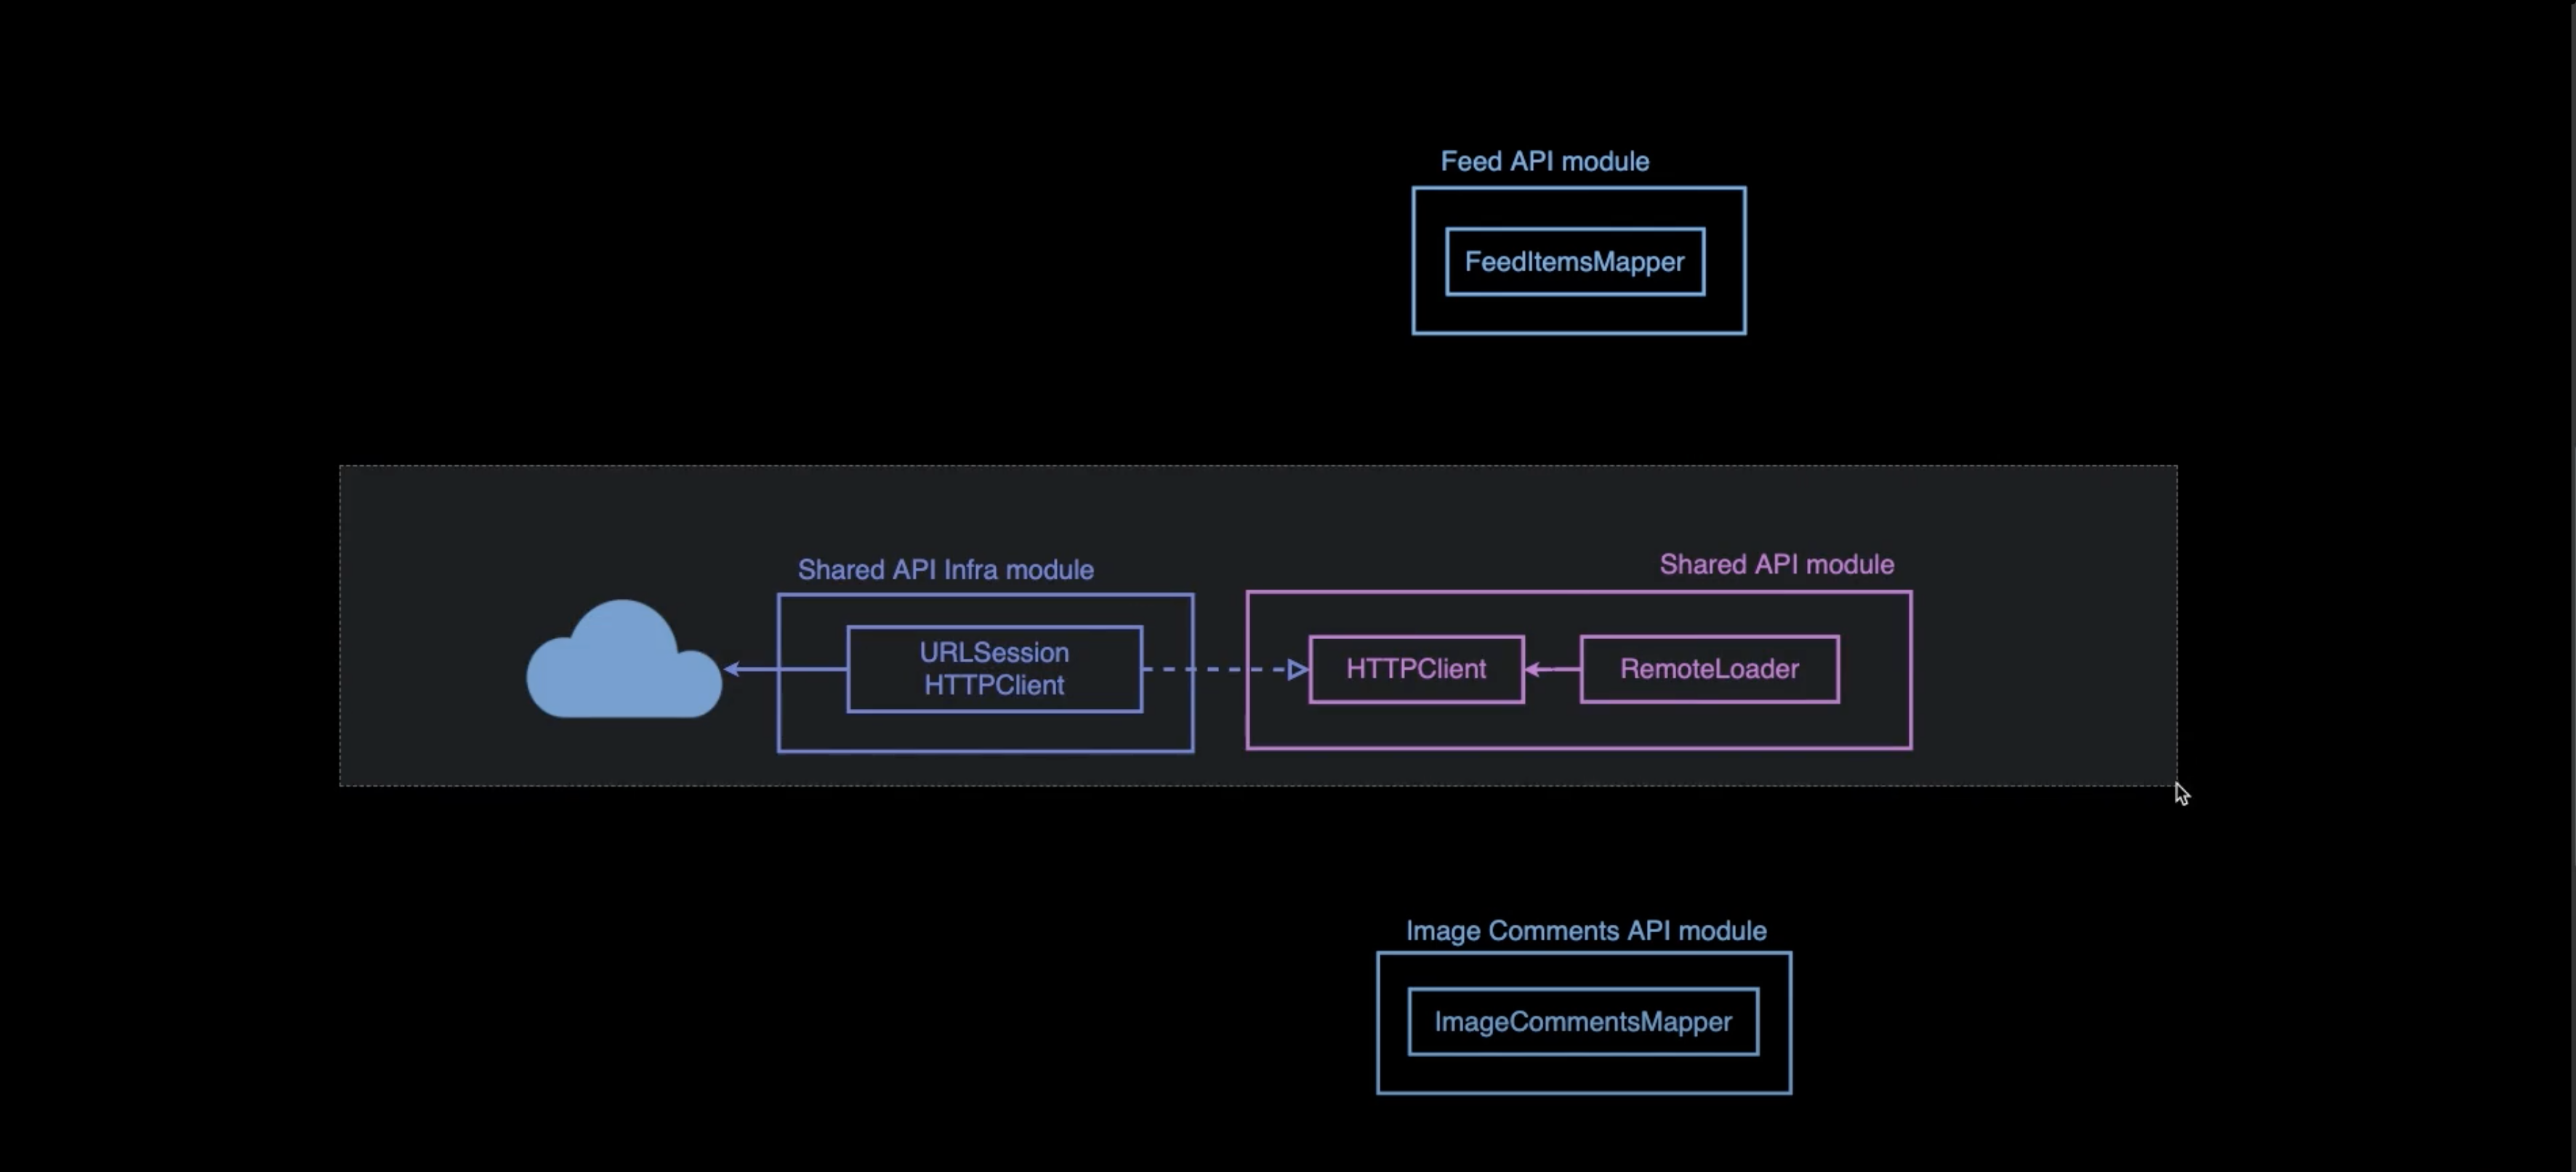 Feed API module
FeedItemsMapper
Shared API Infra module
URLSession
HTTPClient
Shared API module
HTTPClient
RemoteLoader
Image Comments API module
ImageCommentsMapper